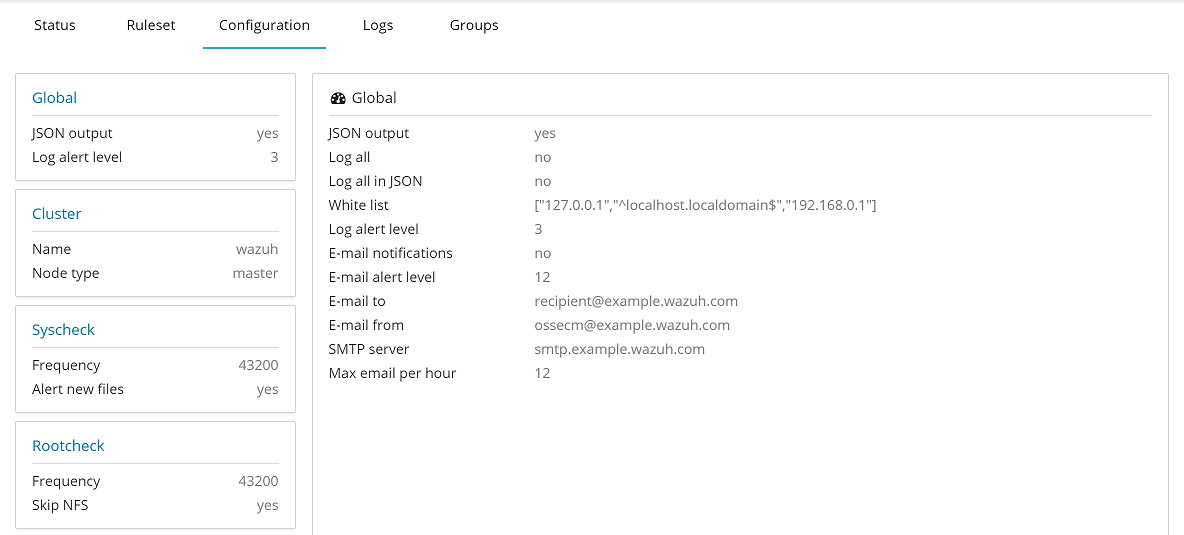 Status Ruleset Configuration Logs Groups
Global
JSON output yes
Log alert level 3
Cluster
Name wazuh
Node type master
Syscheck
Frequency 43200
Alert new files yes
Rootcheck
Frequency 43200
Skip NFS yes
Global
JSON output yes
Log all no
Log all in JSON no
White list ["127.0.0.1","^localhost.localdomain$","192.168.0.1"]
Log alert level 3
E-mail notifications no
E-mail alert level 12
E-mail to recipient@example.wazuh.com
E-mail from ossecm@example.wazuh.com
SMTP server smtp.example.wazuh.com
Max email per hour 12